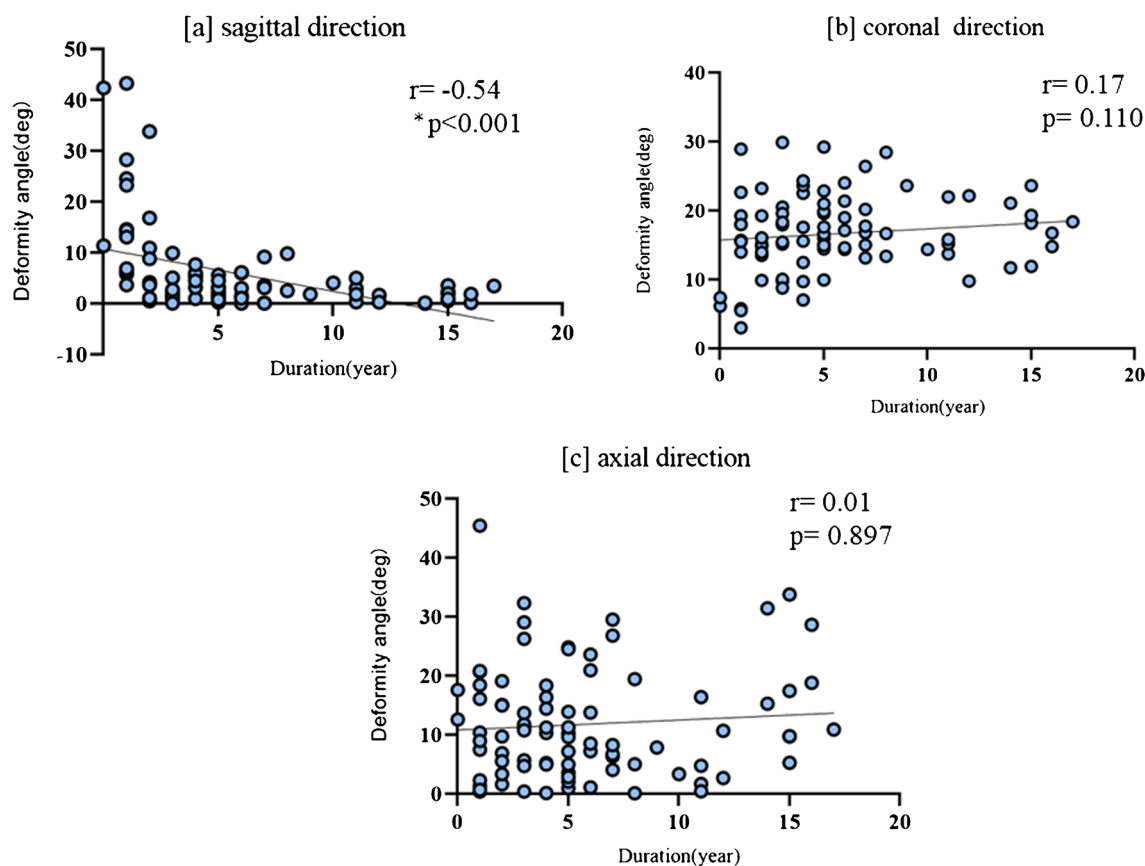 [a] sagittal direction
r= -0.54
*p<0.001
Deformity angle(deg)
50
40
30
20
10
0
-10
5
10
15
20
Duration(year)
[b] coronal direction
r= 0.17
p= 0.110
Deformity angle(deg)
40
30
20
10
0
0
5
10
15
20
Duration(year)
[c] axial direction
r= 0.01
p= 0.897
Deformity angle(deg)
50
40
30
20
10
0
0
5
10
15
20
Duration(year)